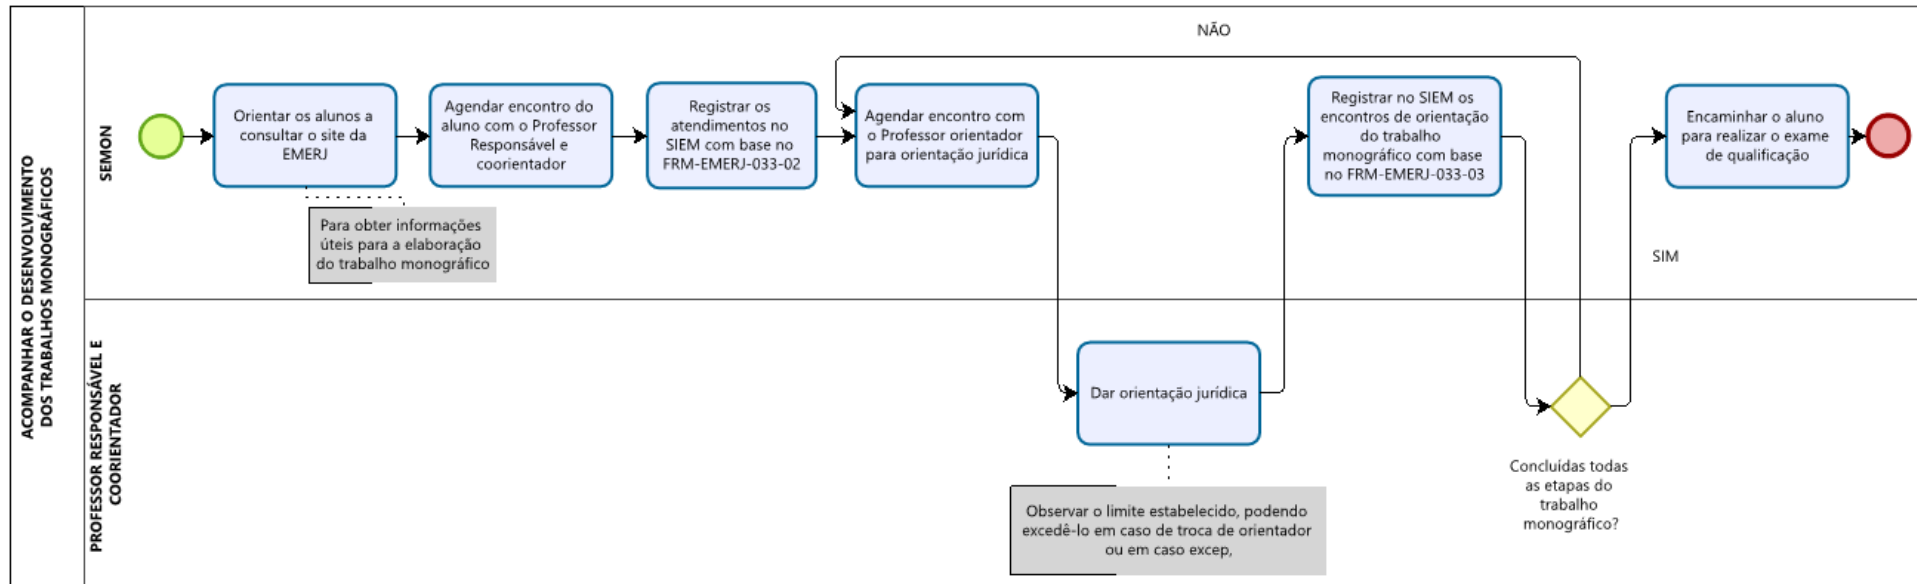 ACOMPANHAR O DESENVOLVIMENTO
DOS TRABALHOS MONOGRÁFICOS
SEMON
Orientar os alunos a
consultar o site da
EMERJ
Para obter informações
úteis para a elaboração
do trabalho monográfico
Agendar encontro do
aluno com o Professor
Responsável e
coorientador
Registrar os
atendimentos no
SIEM com base no
FRM-EMERJ-033-02
Agendar encontro com
o Professor orientador
para orientação jurídica
NÃO
Registrar no SIEM os
encontros de orientação
do trabalho
monográfico com base
no FRM-EMERJ-033-03
Encaminhar o aluno
para realizar o exame
de qualificação
SIM
PROFESSOR RESPONSÁVEL E
COORIENTADOR
Dar orientação jurídica
Observar o limite estabelecido, podendo
excedê-lo em caso de troca de orientador
ou em caso excep,
Concluídas todas
as etapas do
trabalho
monográfico?